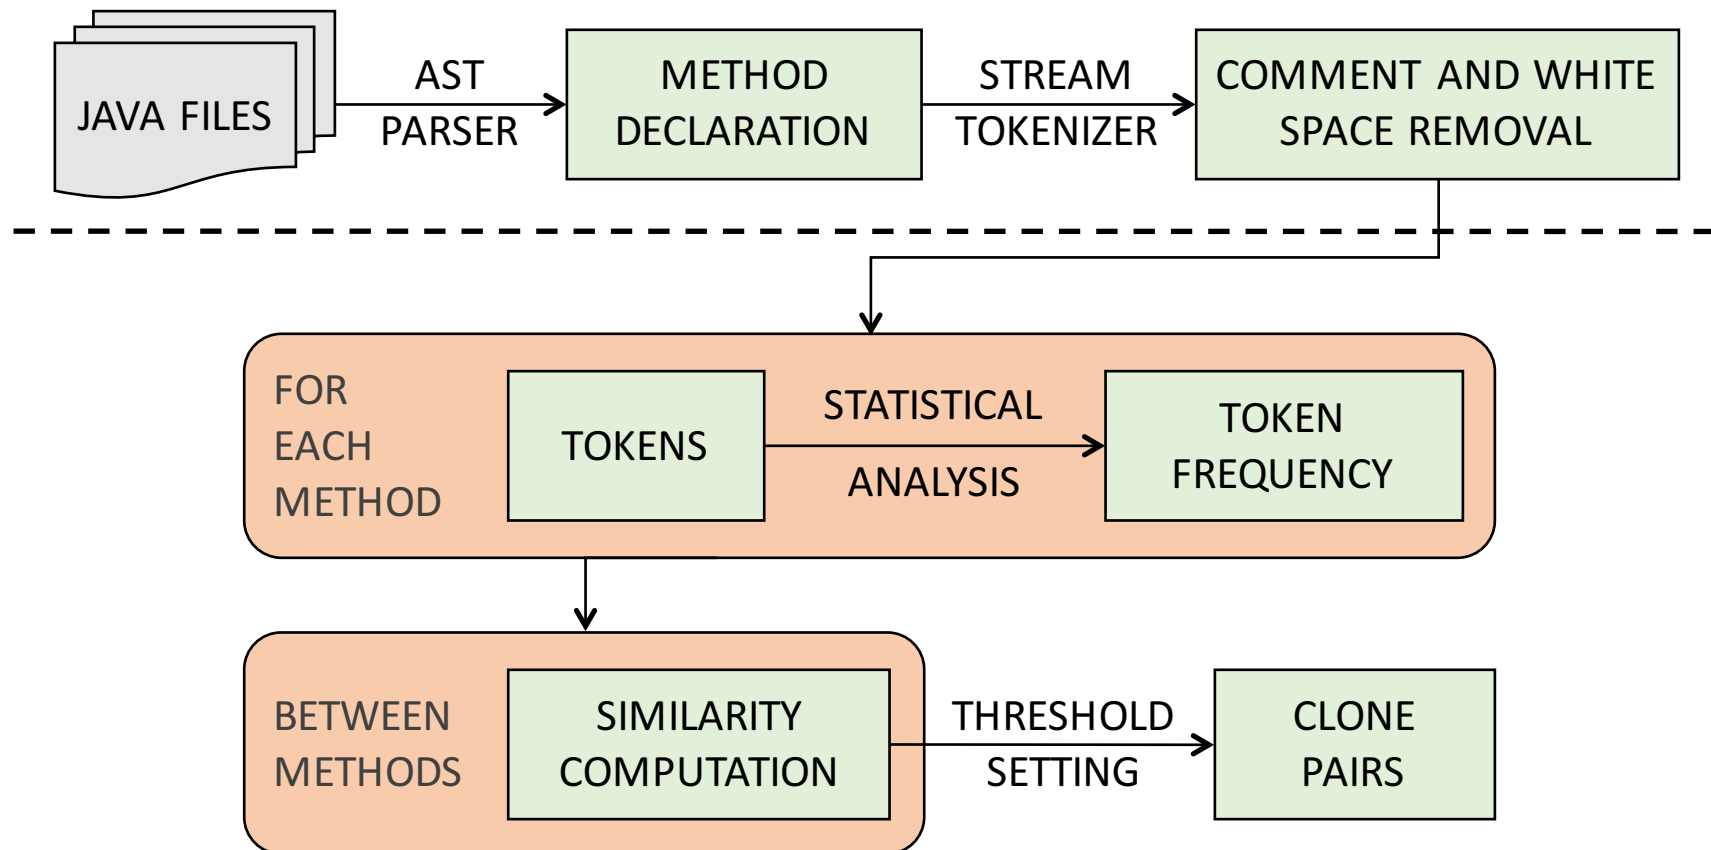 JAVA FILES
AST
PARSER
METHOD
DECLARATION
STREAM
TOKENIZER
COMMENT AND WHITE
SPACE REMOVAL
FOR
EACH
METHOD
TOKENS
STATISTICAL
ANALYSIS
TOKEN
FREQUENCY
BETWEEN
METHODS
SIMILARITY
COMPUTATION
THRESHOLD
SETTING
CLONE
PAIRS